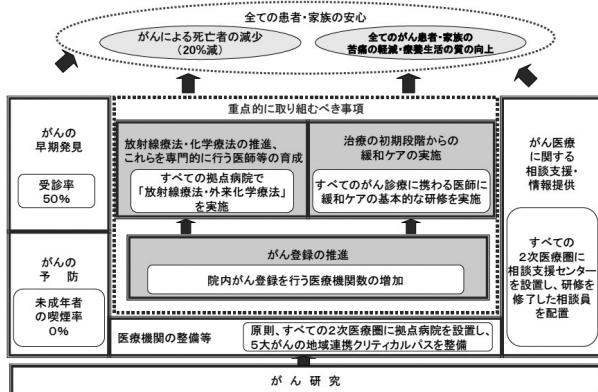 全ての患者・家族の安心
がんによる死亡者の減少
（20%減）
全てのがん患者・家族の
苦痛の軽減・療養生活の質の向上
重点的に取り組むべき事項
がんの
早期発見
受診率
50%
がんの
予 防
未成年者
の喫煙率
0%
放射線療法・化学療法の推進、
これらを専門的に行う医師等の育成
すべての拠点病院で
「放射線療法・外来化学療法」
を実施
治療の初期段階からの
緩和ケアの実施
すべてのがん診療に携わる医師に
緩和ケアの基本的な研修を実施
がん登録の推進
院内がん登録を行う医療機関数の増加
医療機関の整備等
原則、すべての2次医療圏に拠点病院を設置し、
5大がんの地域連携クリティカルパスを整備
がん医療
に関する
相談支援・
情報提供
すべての
2次医療圏に
相談支援センター
を設置し、研修を
修了した相談員
を配置
が ん 研 究